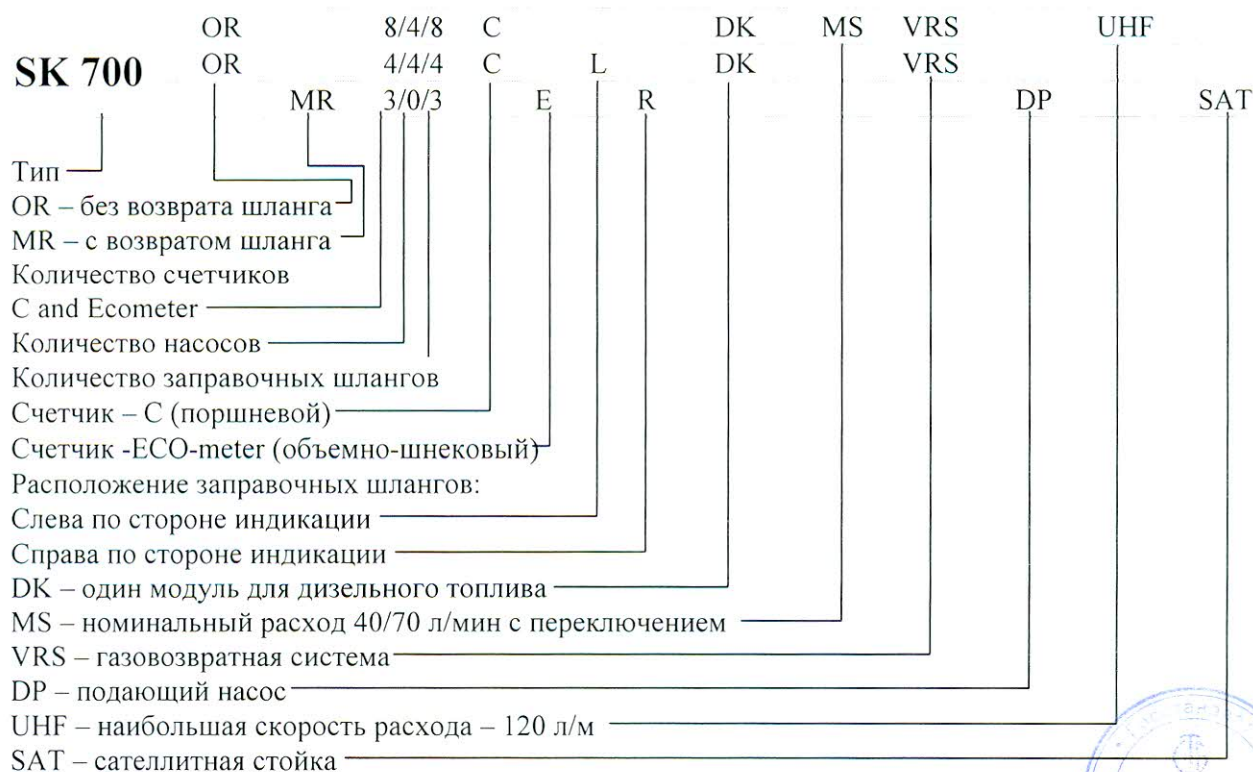 OR 8/4/8 C DK MS VRS UHF
SK 700 OR 4/4/4 C L DK VRS
MR 3/0/3 E R DP SAT
Тип
OR – без возврата шланга
MR – с возвратом шланга
Количество счетчиков
C and Ecometer
Количество насосов
Количество заправочных шлангов
Счетчик – С (поршневой)
Счетчик -ECO-meter (объемно-шнековый)
Расположение заправочных шлангов:
Слева по стороне индикации
Справа по стороне индикации
DK – один модуль для дизельного топлива
MS – номинальный расход 40/70 л/мин с переключением
VRS – газовозвратная система
DP – подающий насос
UHF – наибольшая скорость расхода – 120 л/м
SAT – сателлитная стойка